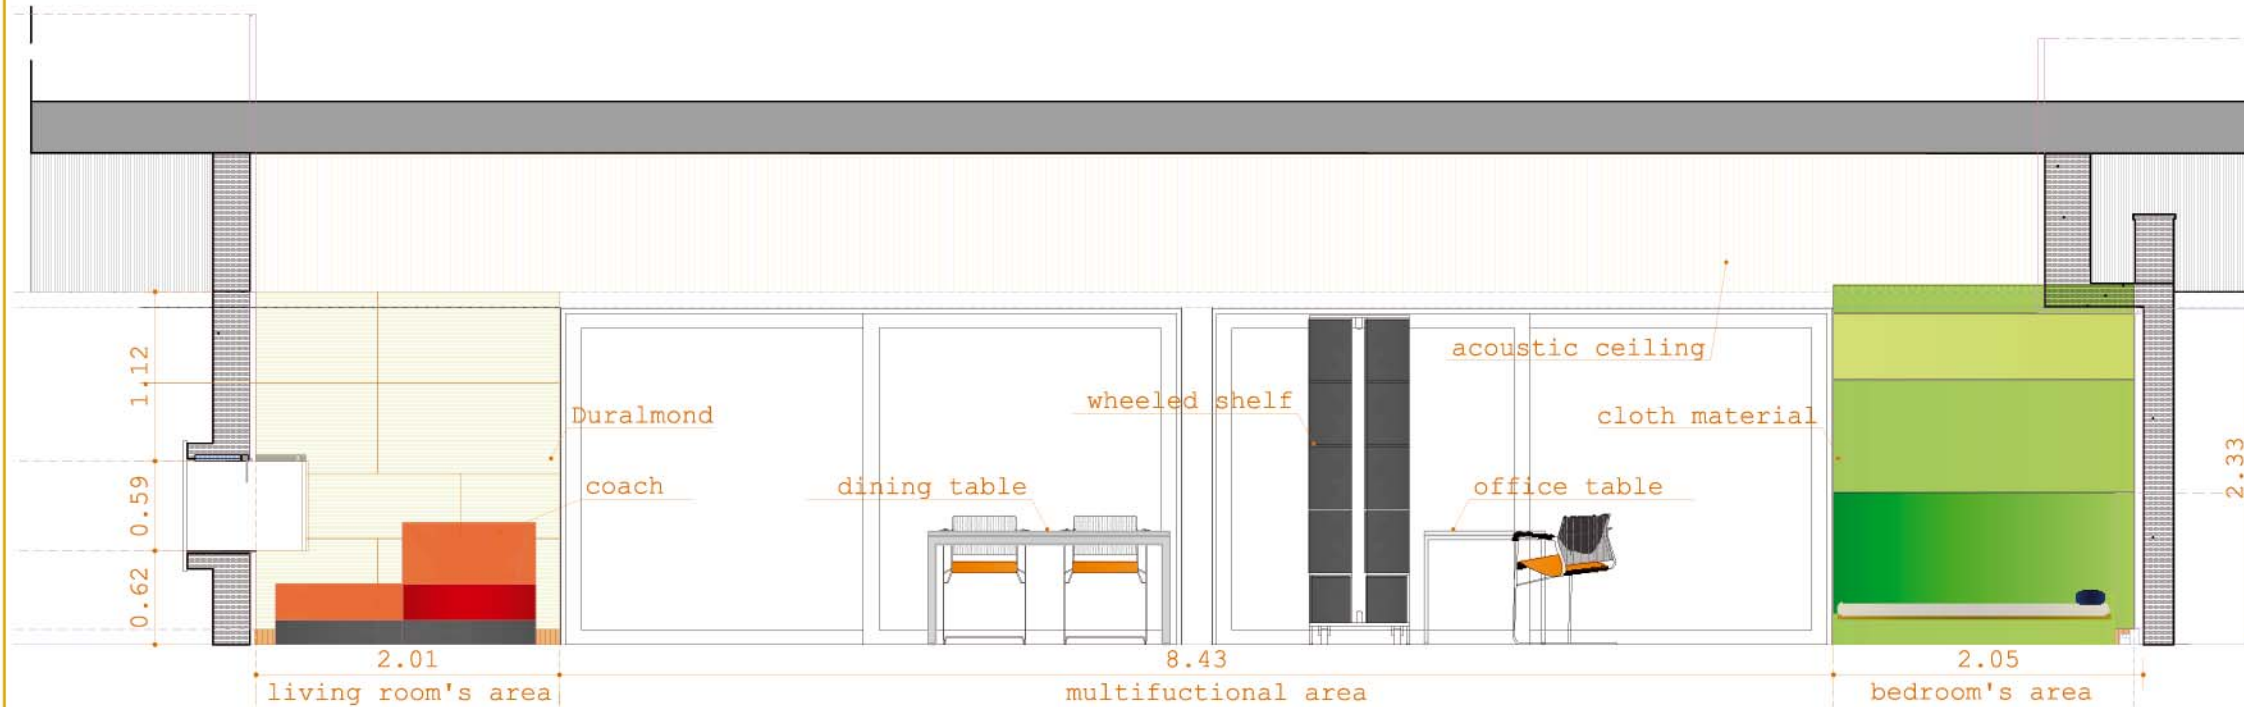 acoustic ceiling
1.12
wheeled shelf
Duralmond
cloth material
2.33
0.59
coach
dining table
office table
0.62
2.01
8.43
2.05
living room's area
multifuctional area
bedroom's area